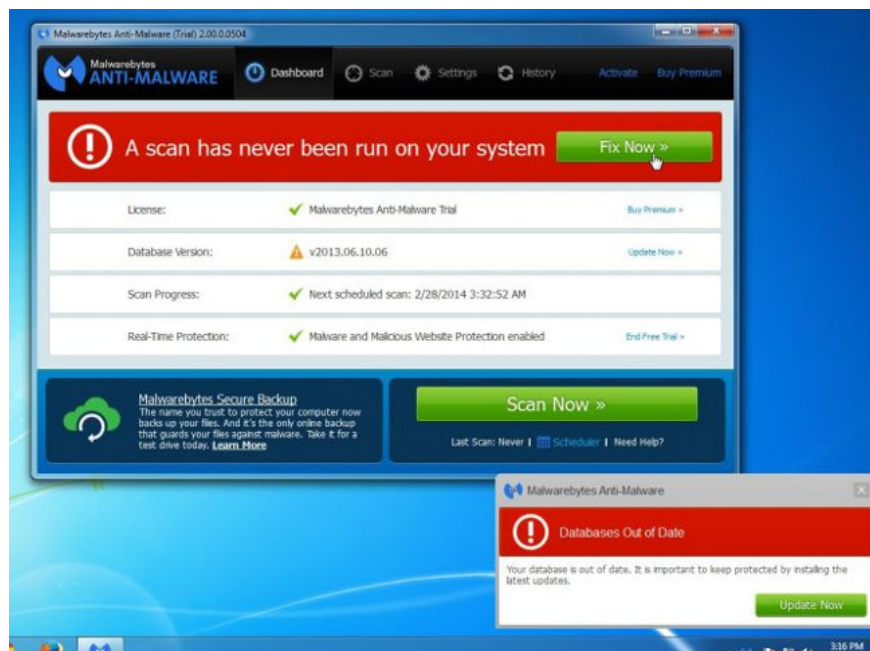 Malwarebytes Anti-Malware (Trial) 2.00.0.0504
Malwarebytes
ANTI-MALWARE
Dashboard
Scan
Settings
History
Activate
Buy Premium
A scan has never been run on your system
Fix Now »
License:
Malwarebytes Anti-Malware Trial
Buy Premium »
Database Version:
v2013.06.10.06
Update Now »
Scan Progress:
Next scheduled scan: 2/28/2014 3:32:52 AM
Real-Time Protection:
Malware and Malicious Website Protection enabled
End Free Trial »
Malwarebytes Secure Backup
The name you trust to protect your computer now
backs up your files. And it's the only online backup
that guards your files against malware. Take it for a
test drive today. Learn More
Scan Now »
Last Scan: Never | Scheduler | Need Help?
Malwarebytes Anti-Malware
Databases Out of Date
Your database is out of date. It is important to keep protected by installing the
latest updates.
Update Now
3:16 PM